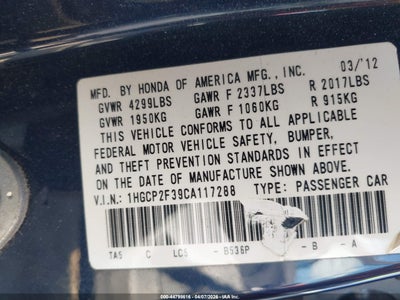 MFD. BY HONDA OF AMERICA MFG., INC. 03/12
GVWR 4299LBS GAWR F 2337LBS R 2017LBS
GVWR 1950KG GAWR F 1060KG R 915KG
THIS VEHICLE CONFORMS TO ALL APPLICABLE
FEDERAL MOTOR VEHICLE SAFETY, BUMPER,
AND THEFT PREVENTION STANDARDS IN EFFECT
ON THE DATE OF MANUFACTURE SHOWN ABOVE.
V.I.N.: 1HGCP2F39CA117288 TYPE: PASSENGER CAR
TA5 C LCS - B536P - B - A